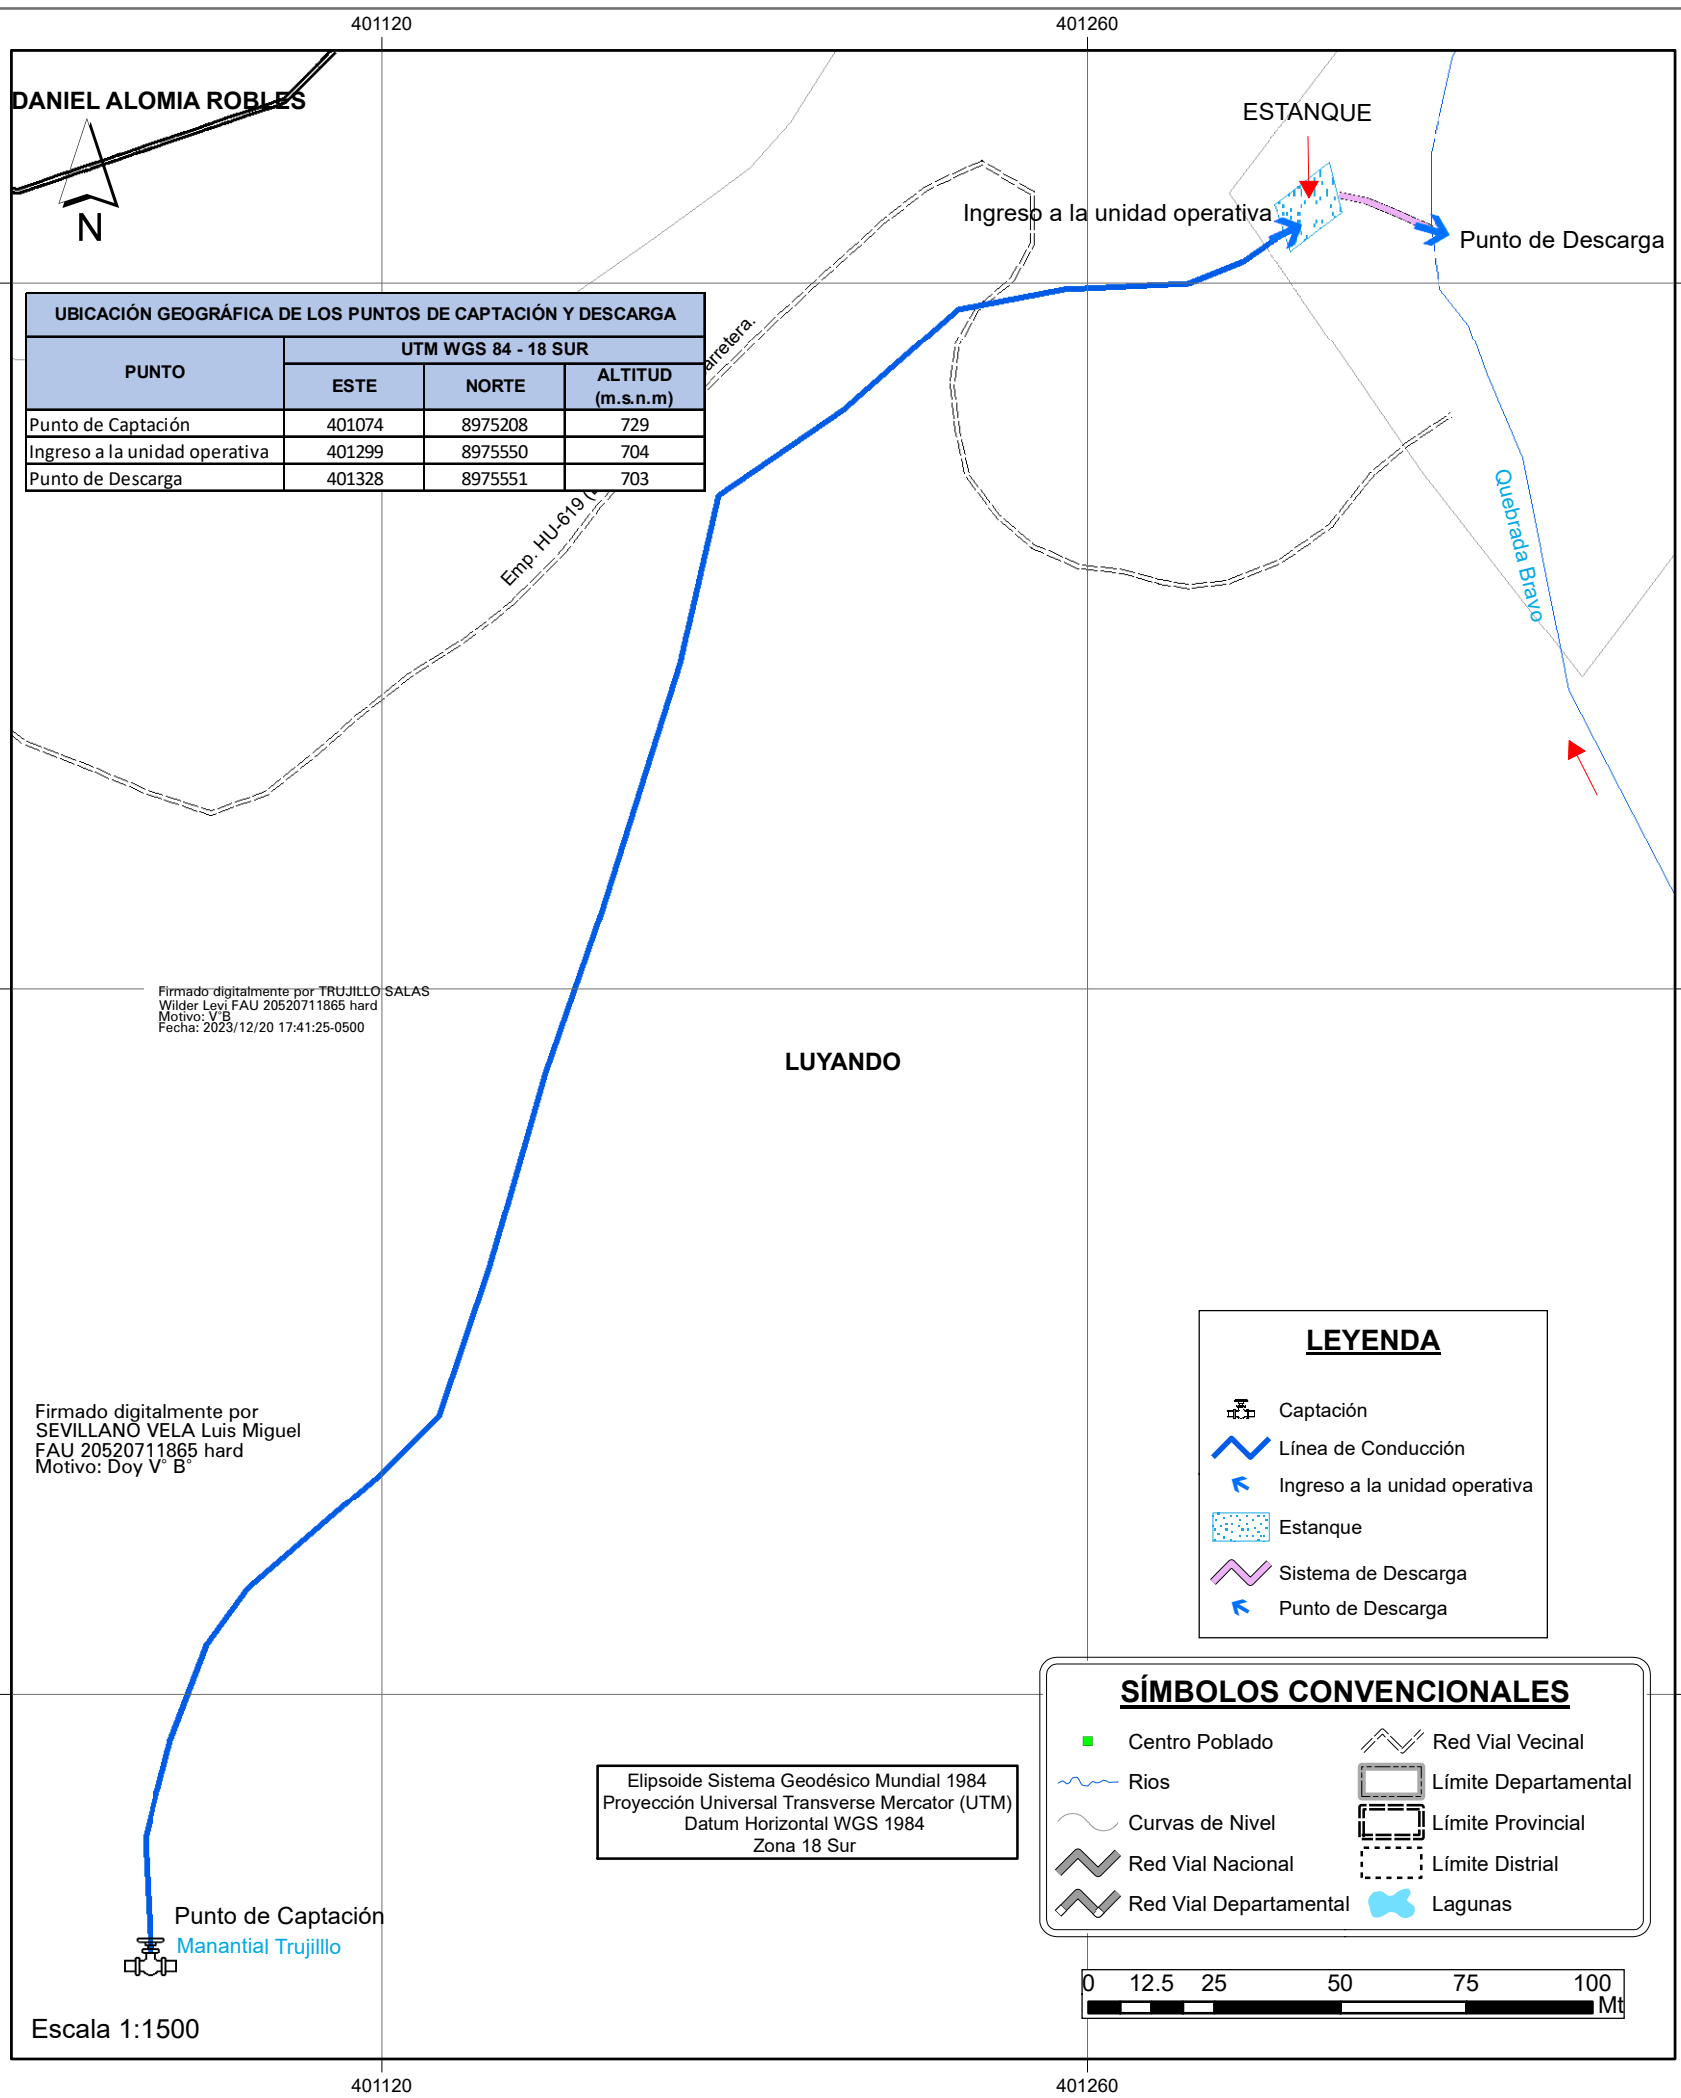 401120
401260
DANIEL ALOMIA ROBLES
N
ESTANQUE
Ingreso a la unidad operativa
Punto de Descarga
UBICACIÓN GEOGRÁFICA DE LOS PUNTOS DE CAPTACIÓN Y DESCARGA
PUNTO
UTM WGS 84 - 18 SUR
ESTE NORTE ALTITUD
(m.s.n.m)
Punto de Captación 401074 8975208 729
Ingreso a la unidad operativa 401299 8975550 704
Punto de Descarga 401328 8975551 703
Emp. HU-619
Quebrada Bravo
Firmado digitalmente por TRUJILLO SALAS
Wilder Levi FAU 20520711865 hard
Motivo: V°B
Fecha: 2023/12/20 17:41:25-0500
LUYANDO
Firmado digitalmente por
SEVILLANO VELA Luis Miguel
FAU 20520711865 hard
Motivo: Doy V° B°
LEYENDA
Captación
Línea de Conducción
Ingreso a la unidad operativa
Estanque
Sistema de Descarga
Punto de Descarga
SÍMBOLOS CONVENCIONALES
Centro Poblado
Rios
Curvas de Nivel
Red Vial Nacional
Red Vial Departamental
Red Vial Vecinal
Límite Departamental
Límite Provincial
Límite Distrial
Lagunas
Elipsoide Sistema Geodésico Mundial 1984
Proyección Universal Transverse Mercator (UTM)
Datum Horizontal WGS 1984
Zona 18 Sur
Punto de Captación
Manantial Trujilllo
0 12.5 25 50 75 100
Mt
Escala 1:1500
401120
401260